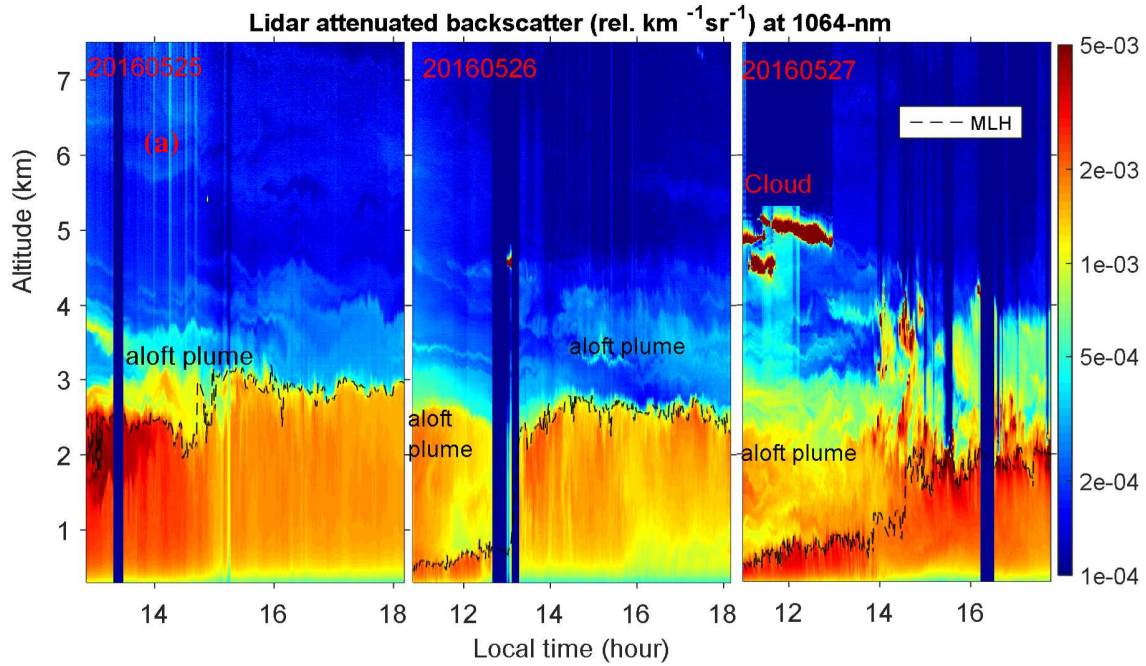 Lidar attenuated backscatter (rel. km -1sr-1) at 1064-nm
20160525
20160526
20160527
5e-03
2e-03
1e-03
5e-04
2e-04
1e-04
MLH
(a)
Cloud
aloft plume
aloft plume
aloft
plume
aloft plume
7
6
5
4
3
2
1
Altitude (km)
14
16
18
12
14
16
18
12
14
16
Local time (hour)